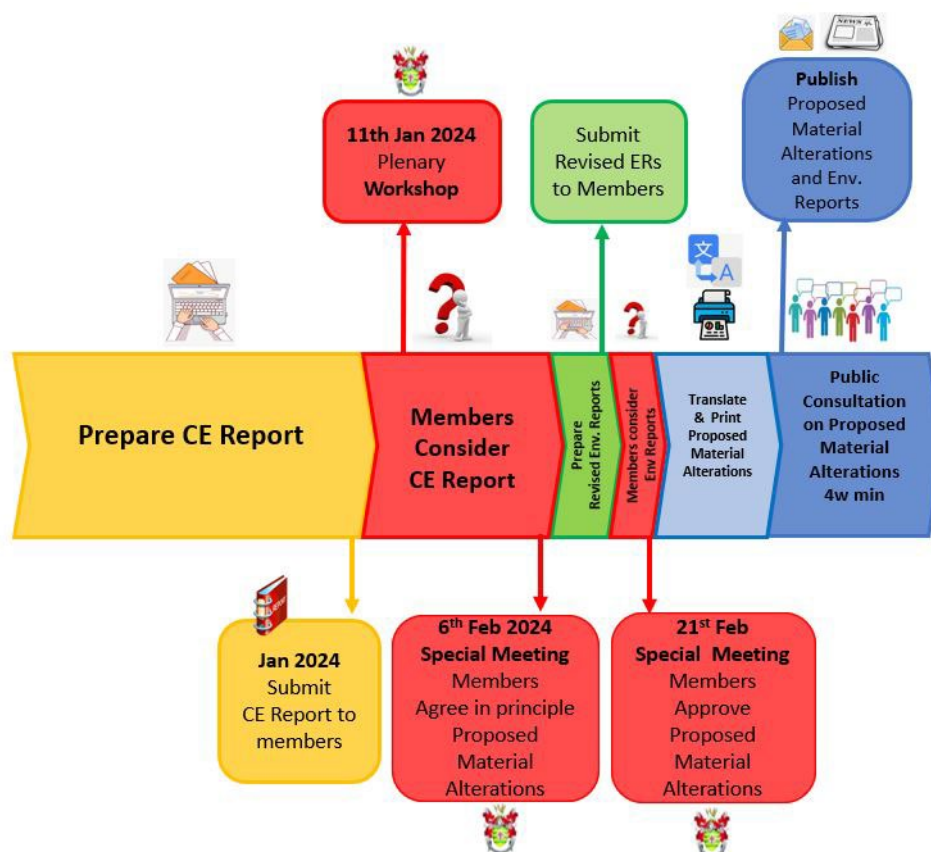 NEWS
11th Jan 2024
Plenary
Workshop
Submit
Revised ERs
to Members
Publish
Proposed
Material
Alterations
and Env.
Reports
文
A
Prepare CE Report
Members
Consider
CE Report
Prepare
Revised Env. Reports
Members consider
Env Reports
Translate
& Print
Proposed
Material
Alterations
Public
Consultation
on Proposed
Material
Alterations
4w min
REPORT
Jan 2024
Submit
CE Report to
members
6th Feb 2024
Special Meeting
Members
Agree in principle
Proposed
Material
Alterations
21st Feb
Special Meeting
Members
Approve
Proposed
Material
Alterations